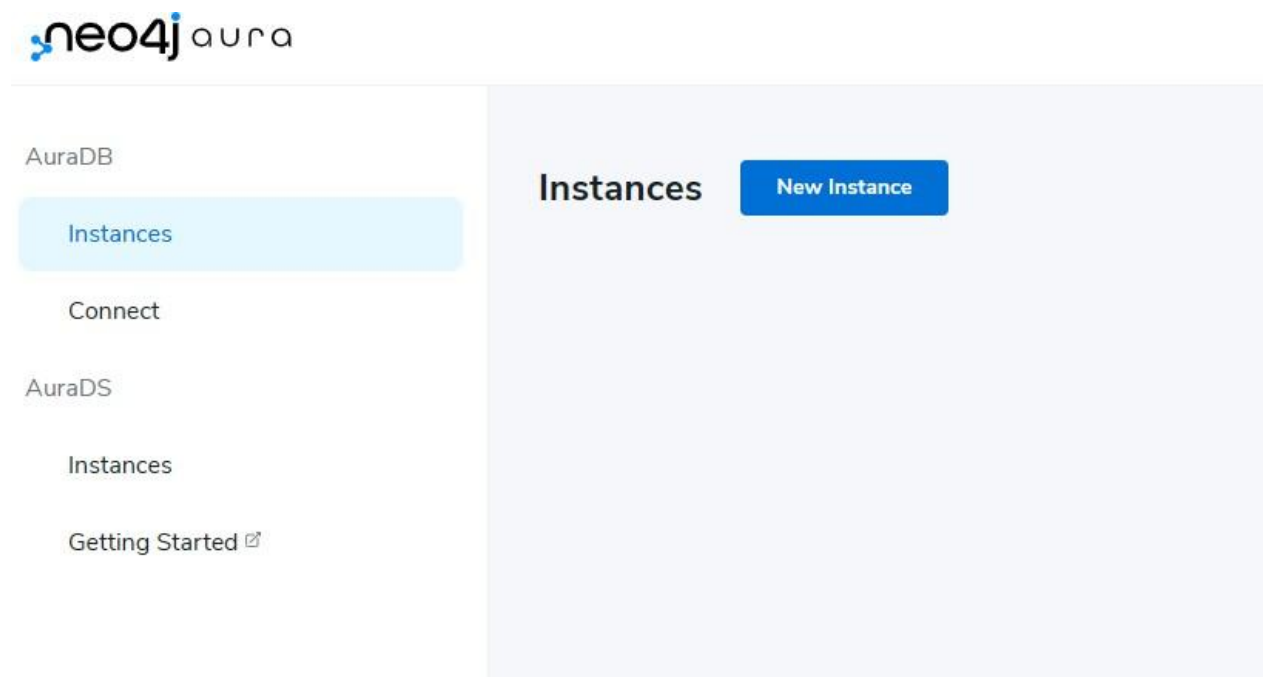 neo4j aura
AuraDB
Instances
Connect
AuraDS
Instances
Getting Started
Instances
New Instance